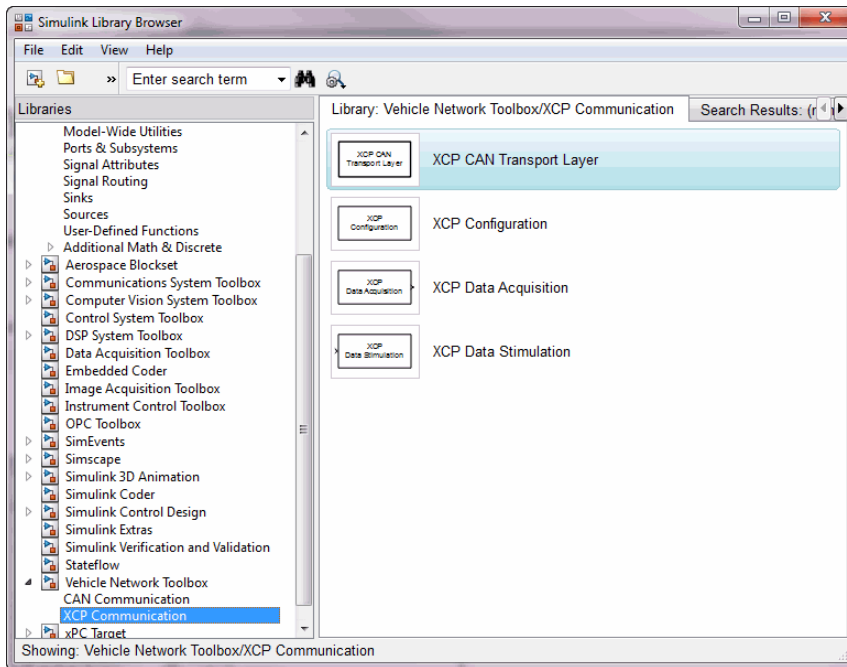 Simulink Library Browser
File Edit View Help
» Enter search term
Libraries
Model-Wide Utilities
Ports & Subsystems
Signal Attributes
Signal Routing
Sinks
Sources
User-Defined Functions
Additional Math & Discrete
Aerospace Blockset
Communications System Toolbox
Computer Vision System Toolbox
Control System Toolbox
DSP System Toolbox
Data Acquisition Toolbox
Embedded Coder
Image Acquisition Toolbox
Instrument Control Toolbox
OPC Toolbox
SimEvents
Simscape
Simulink 3D Animation
Simulink Coder
Simulink Control Design
Simulink Extras
Simulink Verification and Validation
Stateflow
Vehicle Network Toolbox
CAN Communication
XCP Communication
xPC Target
Library: Vehicle Network Toolbox/XCP Communication Search Results:
XCP CAN
Transport Layer
XCP CAN Transport Layer
XCP
Configuration
XCP Configuration
XCP
Data Acquisition
XCP Data Acquisition
XCP
Data Stimulation
XCP Data Stimulation
Showing: Vehicle Network Toolbox/XCP Communication